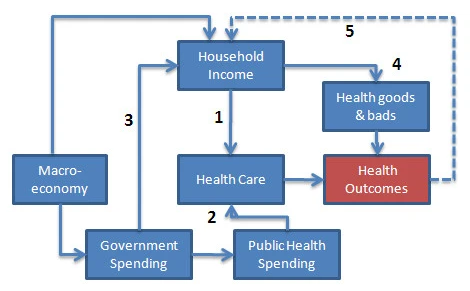 5
Household
Income
4
Health goods
& bads
3
1
Macro-
economy
Health Care
Health
Outcomes
2
Government
Spending
Public Health
Spending